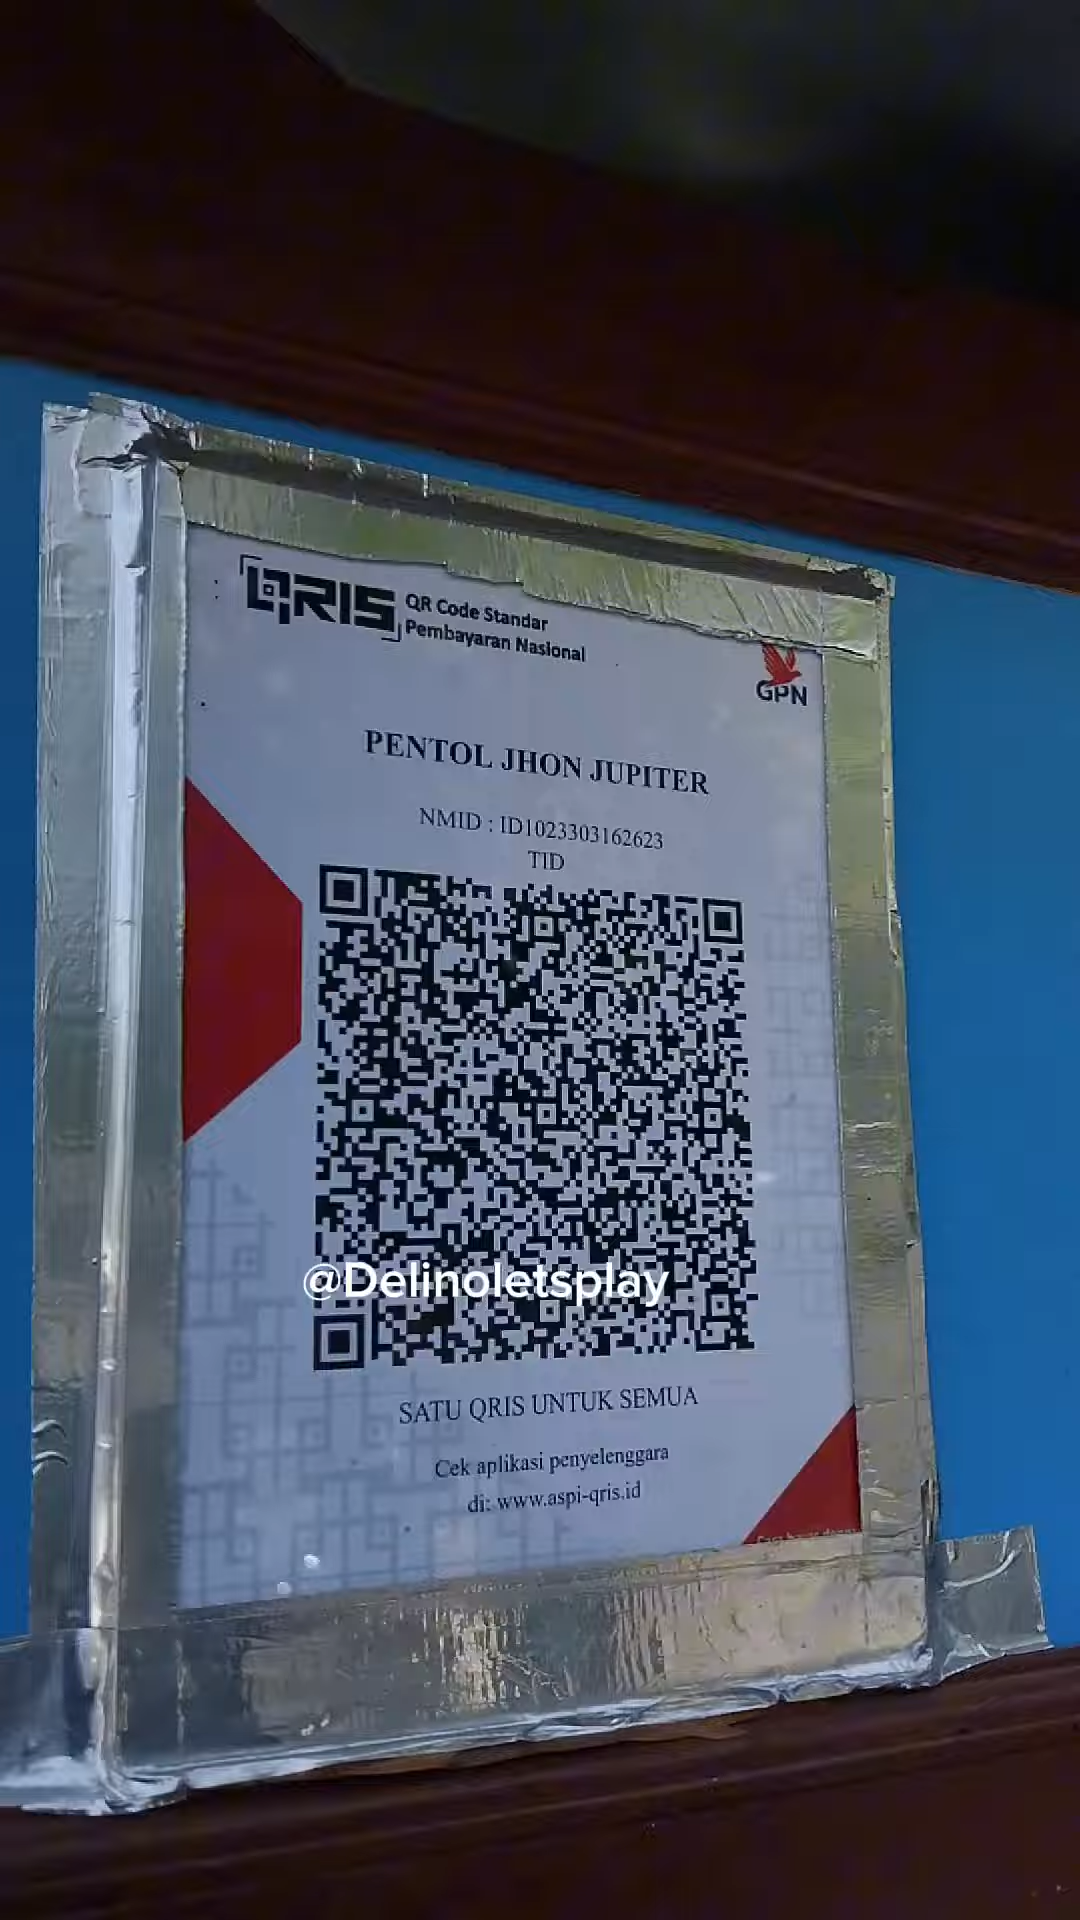 QRIS
QR Code Standar
Pembayaran Nasional
GPN
PENTOL JHON JUPITER
NMID : ID1023303162623
TID
@Delinoletsplay
SATU QRIS UNTUK SEMUA
Cek aplikasi penyelenggara
di: www.aspi-qris.id